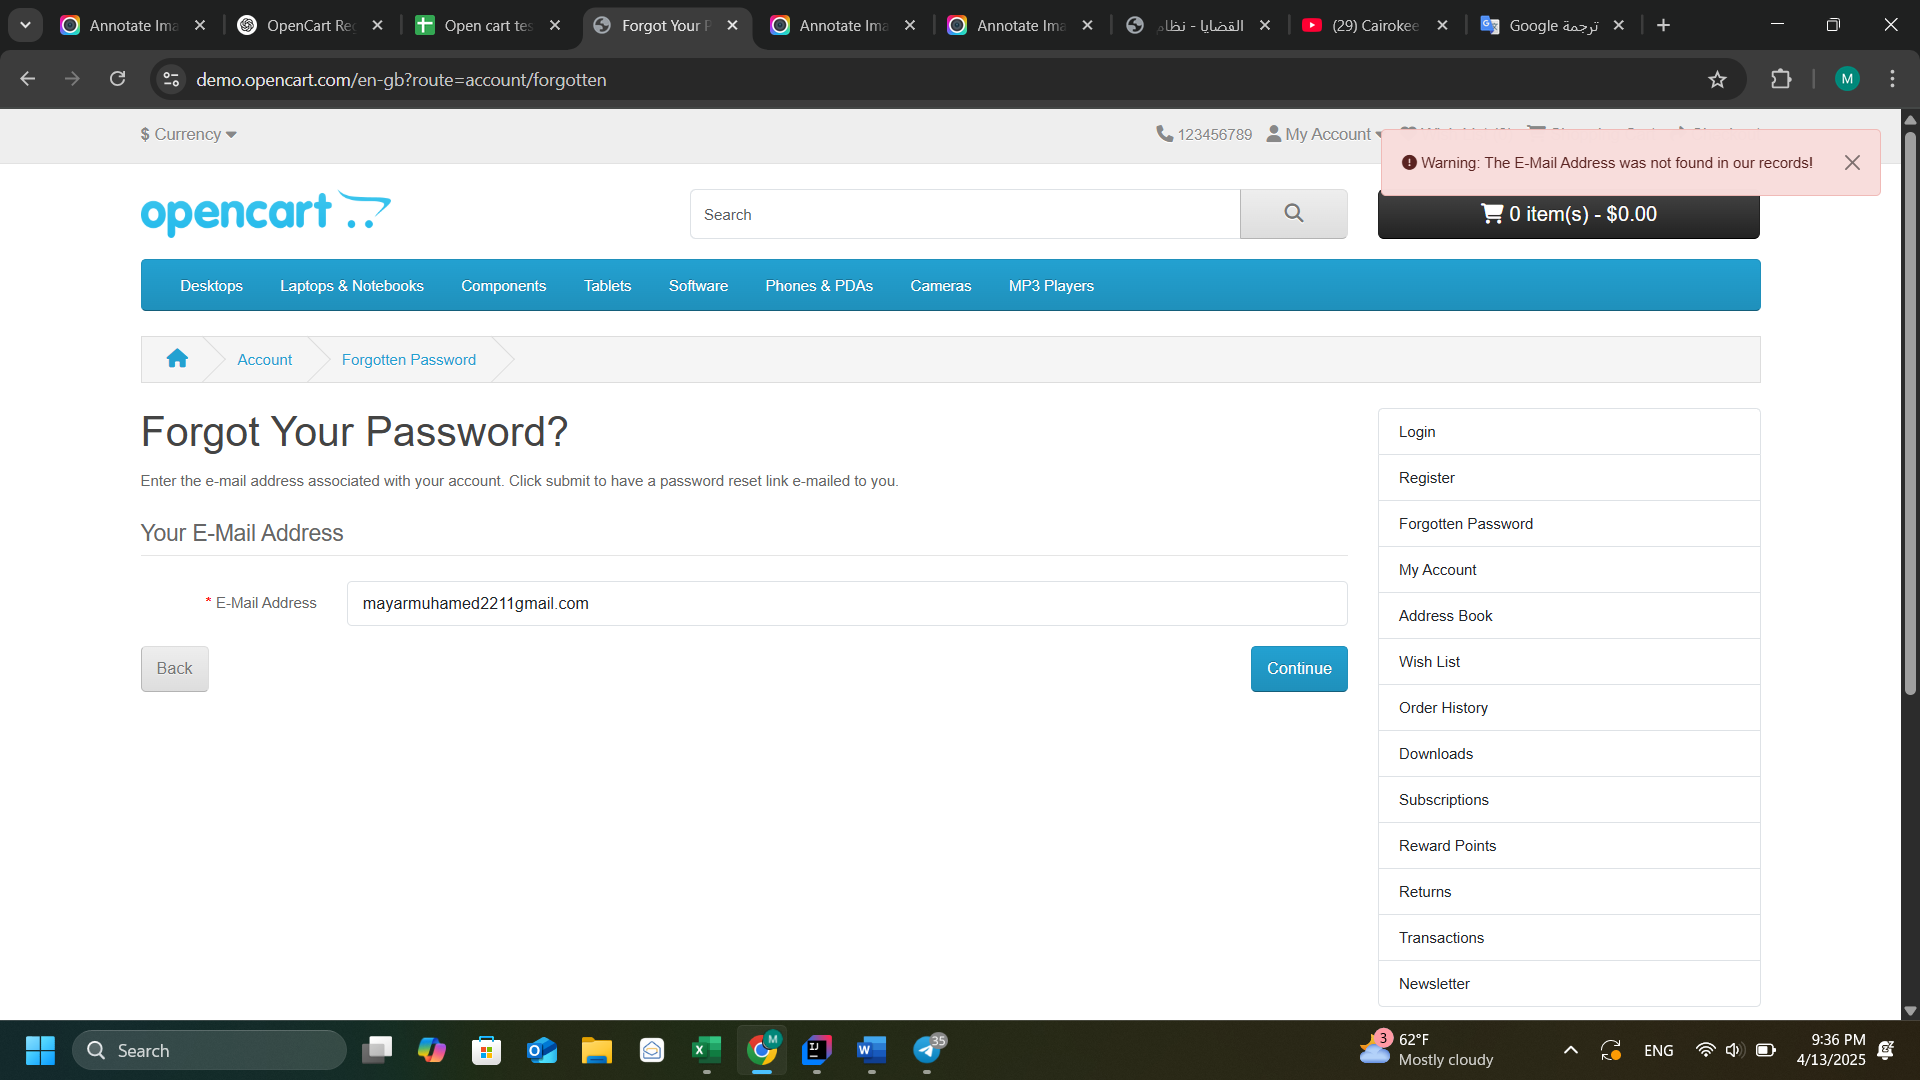 Annotate Ima
OpenCart Reg
Open cart tes
Forgot Your P
Annotate Ima
Annotate Ima
القضايا - نظام
(29) Cairokee
ترجمة Google
demo.opencart.com/en-gb?route=account/forgotten
M
$ Currency
123456789
My Account
Warning: The E-Mail Address was not found in our records!
opencart
Search
0 item(s) - $0.00
Desktops
Laptops & Notebooks
Components
Tablets
Software
Phones & PDAs
Cameras
MP3 Players
Account
Forgotten Password
Forgot Your Password?
Enter the e-mail address associated with your account. Click submit to have a password reset link e-mailed to you.
Your E-Mail Address
* E-Mail Address
mayarmuhamed2211gmail.com
Back
Continue
Login
Register
Forgotten Password
My Account
Address Book
Wish List
Order History
Downloads
Subscriptions
Reward Points
Returns
Transactions
Newsletter
Search
M
35
3
62°F
Mostly cloudy
ENG
9:36 PM
4/13/2025